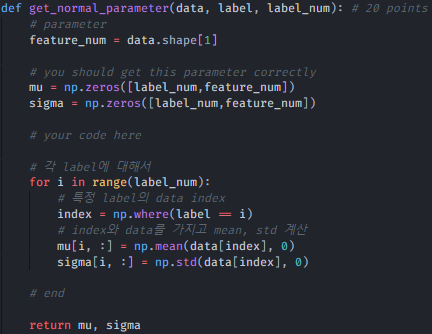 def get_normal_parameter(data, label, label_num): # 20 points
    # parameter
    feature_num = data.shape[1]

    # you should get this parameter correctly
    mu = np.zeros([label_num,feature_num])
    sigma = np.zeros([label_num,feature_num])

    # your code here

    # 각 label에 대해서
    for i in range(label_num):
        # 특정 label의 data index
        index = np.where(label == i)
        # index와 data를 가지고 mean, std 계산
        mu[i, :] = np.mean(data[index], 0)
        sigma[i, :] = np.std(data[index], 0)

    # end

    return mu, sigma